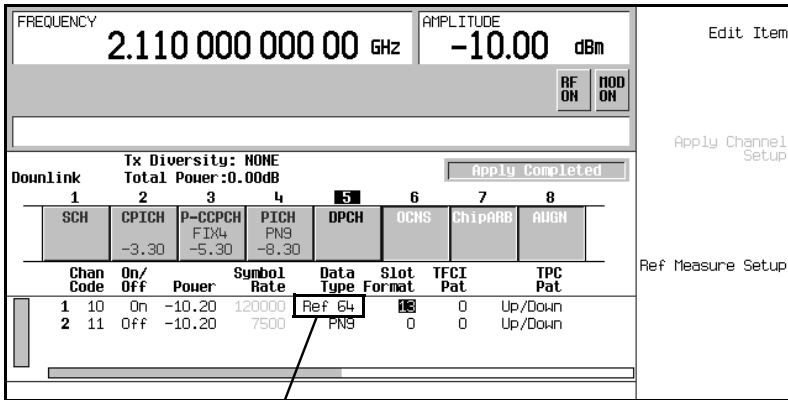 FREQUENCY
2.110 000 000 00 GHz
AMPLITUDE
-10.00 dBm
Edit Item
RF ON
MOD ON
Apply Channel Setup
Tx Diversity: NONE
Downlink
Total Power:0.00dB
Apply Completed
1 2 3 4 5 6 7 8
SCH CPICH P-CCPCH PICH DPCH OCNS ChipARB AWGN
FIX4 PN9
-3.30 -5.30 -8.30
Ref Measure Setup
Chan Code On/Off Power Symbol Rate Data Type Slot Format TFCI Pat TPC Pat
1 10 On -10.20 120000 Ref 64 13 0 Up/Down
2 11 Off -10.20 7500 PN9 0 0 Up/Down